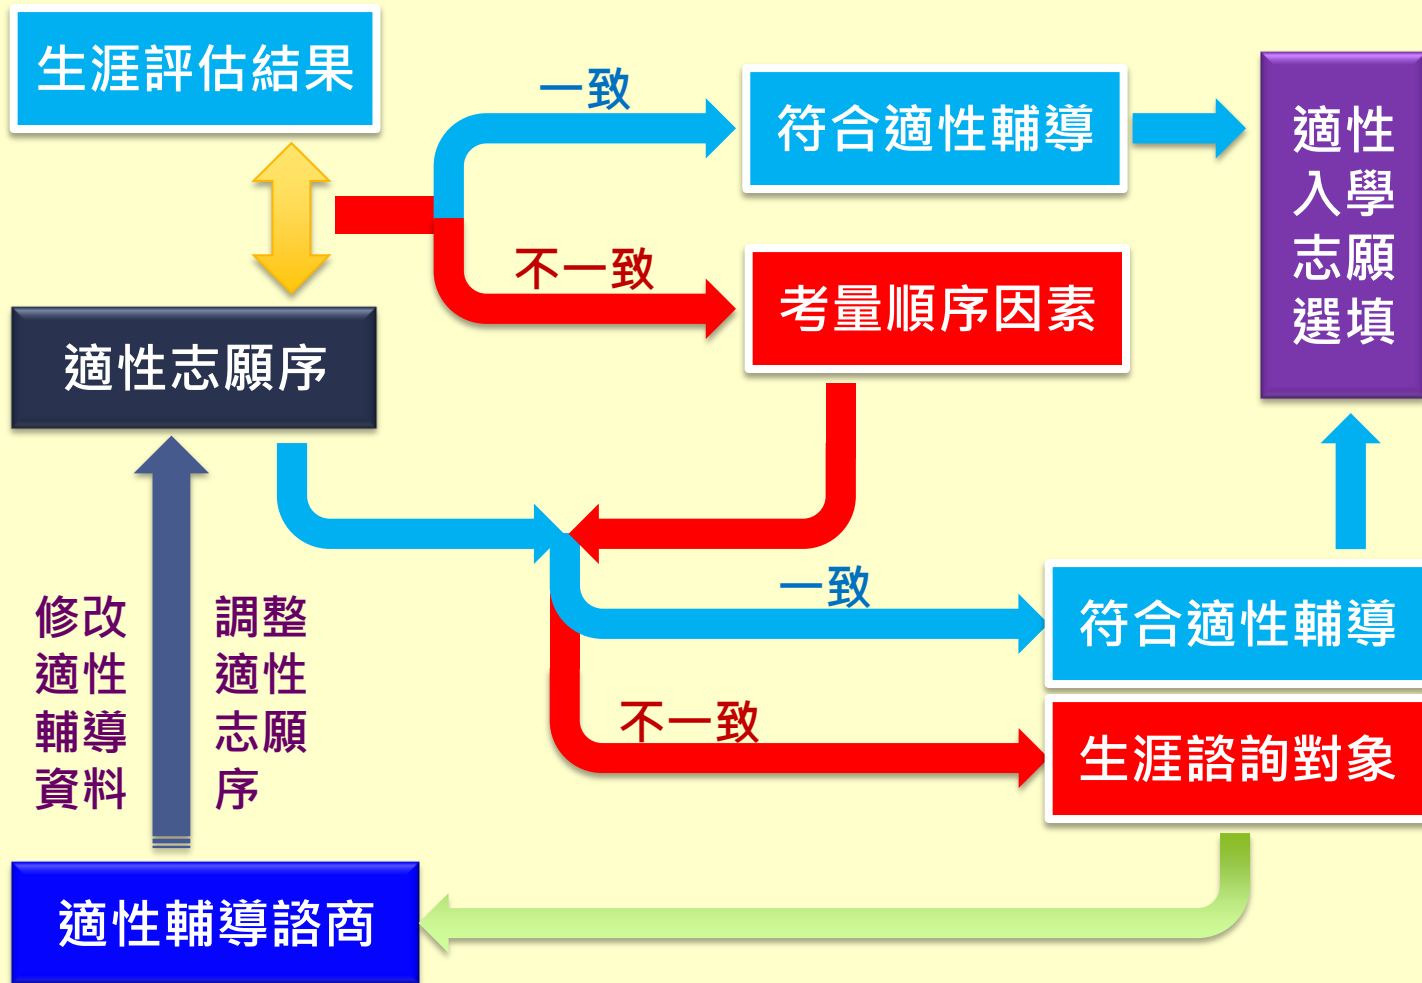 生涯評估結果
一致
符合適性輔導
適性
入學
志願
選填
不一致
考量順序因素
適性志願序
一致
符合適性輔導
修改
適性
輔導
資料
調整
適性
志願
序
不一致
生涯諮詢對象
適性輔導諮商